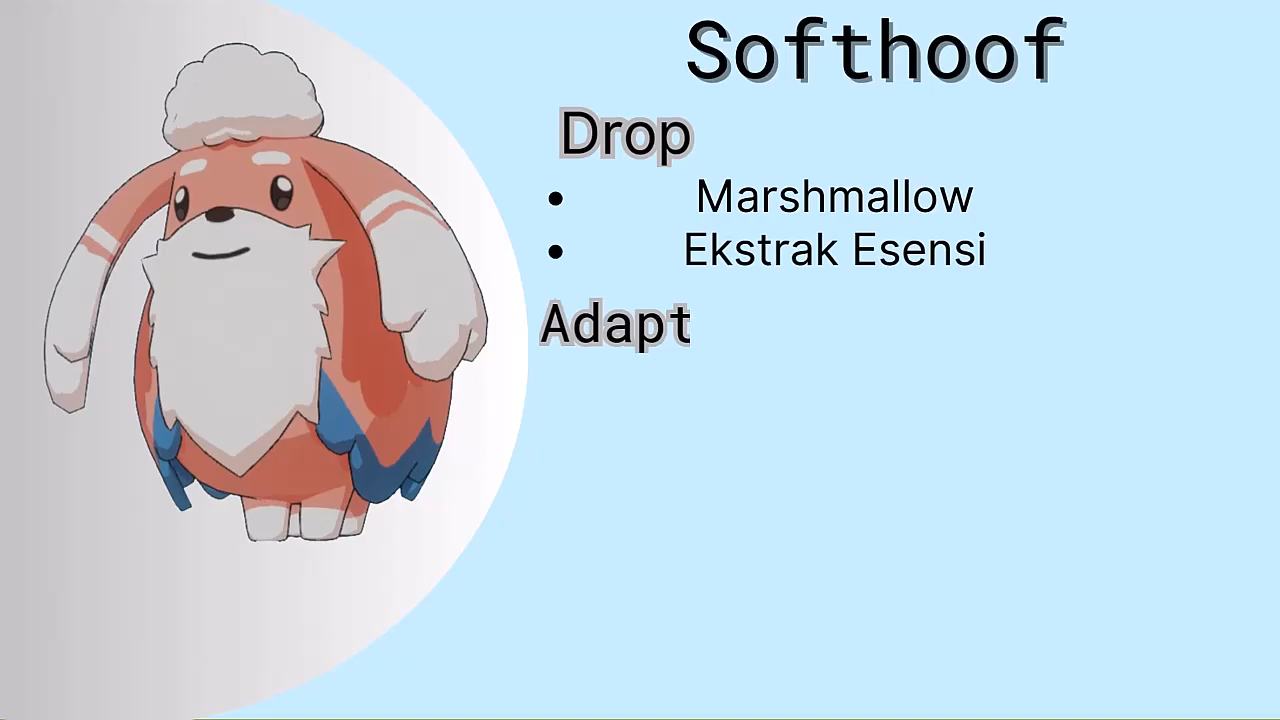 Softhoof
Drop
• Marshmallow
• Ekstrak Esensi
Adapt